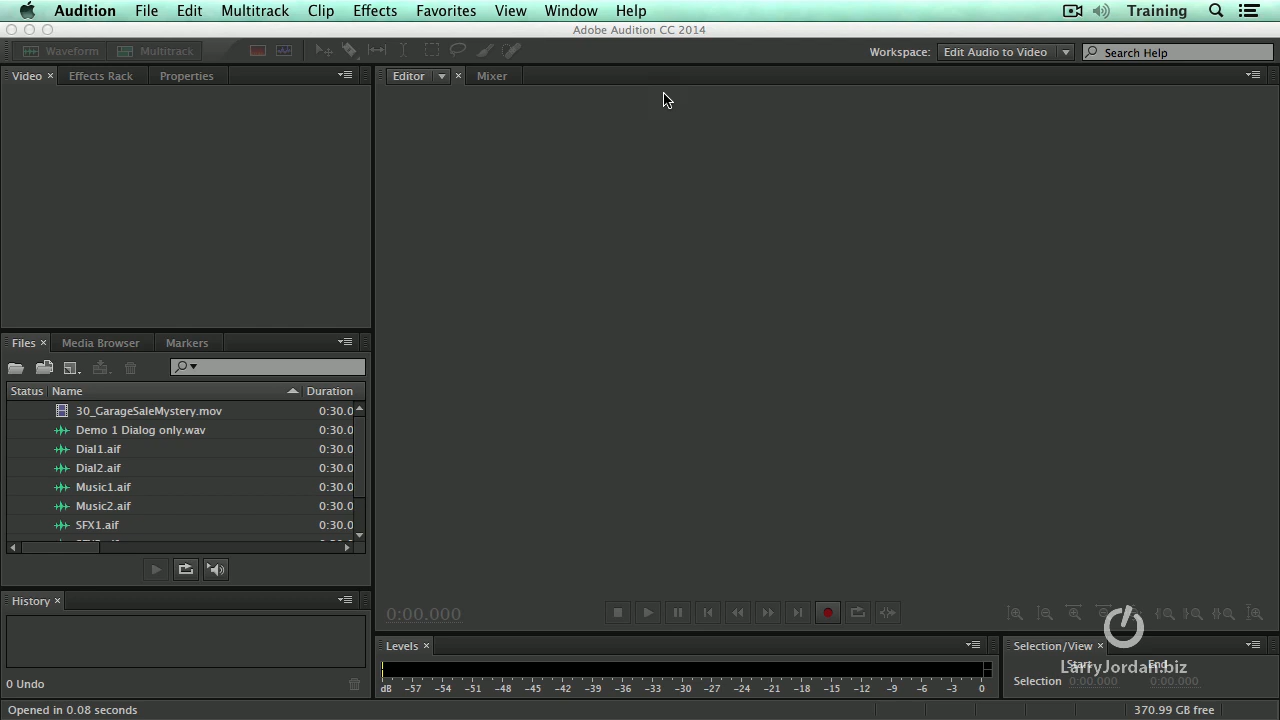 Audition File Edit Multitrack Clip Effects Favorites View Window Help Training
Adobe Audition CC 2014
Waveform Multitrack Workspace: Edit Audio to Video Search Help
Video Effects Rack Properties
Editor Mixer
Files Media Browser Markers
Status Name Duration
30_GarageSaleMystery.mov 0:30.0
Demo 1 Dialog only.wav 0:30.0
Dial1.aif 0:30.0
Dial2.aif 0:30.0
Music1.aif 0:30.0
Music2.aif 0:30.0
SFX1.aif 0:30.0
History
0 Undo
0:00.000
Levels
dB -57 -54 -51 -48 -45 -42 -39 -36 -33 -30 -27 -24 -21 -18 -15 -12 -9 -6 -3 0
Selection/View
Start End
LarryJordan.biz
Selection 0:00.000 0:00.000
Opened in 0.08 seconds 370.99 GB free